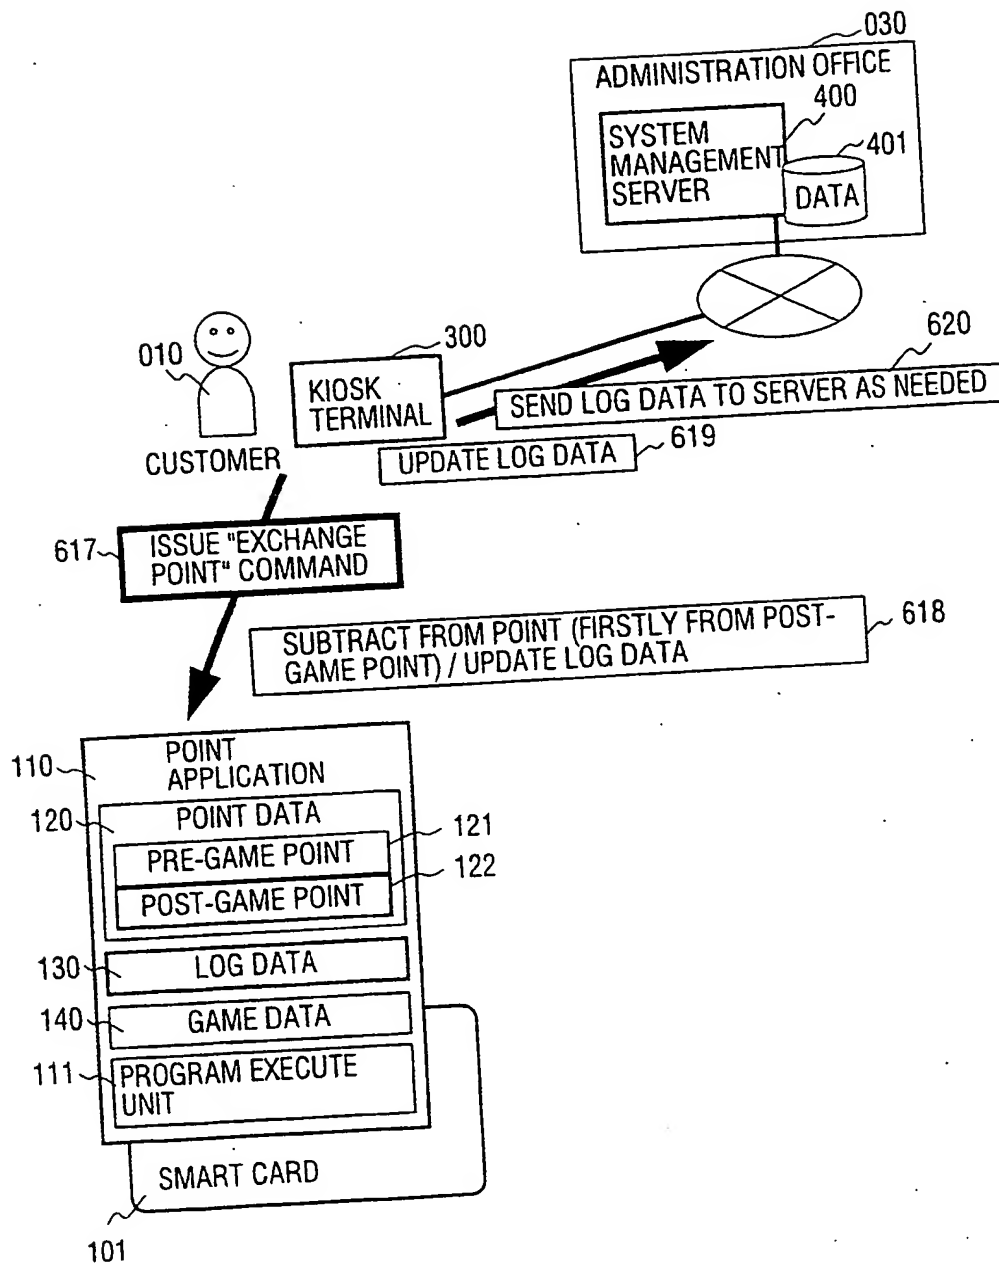 030
ADMINISTRATION OFFICE
400
SYSTEM
MANAGEMENT
SERVER
401
DATA
010
CUSTOMER
300
KIOSK
TERMINAL
620
SEND LOG DATA TO SERVER AS NEEDED
UPDATE LOG DATA
619
617
ISSUE "EXCHANGE
POINT" COMMAND
SUBTRACT FROM POINT (FIRSTLY FROM POST-
GAME POINT) / UPDATE LOG DATA
618
110
POINT
APPLICATION
120
POINT DATA
121
PRE-GAME POINT
122
POST-GAME POINT
130
LOG DATA
140
GAME DATA
111
PROGRAM EXECUTE
UNIT
SMART CARD
101